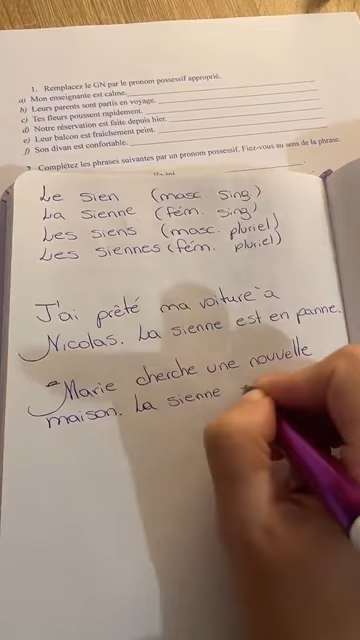 1. Remplacez le GN par le pronom possessif approprié.
a) Mon enseignante est calme.
b) Leurs parents sont partis en voyage.
c) Tes fleurs poussent rapidement.
d) Notre réservation est faite depuis hier.
e) Leur balcon est fraîchement peint.
f) Son divan est confortable.
2. Complétez les phrases suivantes par un pronom possessif. Fiez-vous au sens de la phrase.
Le sien (masc. sing)
La sienne (fém. sing)
Les siens (masc. pluriel)
Les siennes (fém. pluriel)
J'ai prêté ma voiture à
Nicolas. La sienne est en panne.
Marie cherche une nouvelle
maison. La sienne